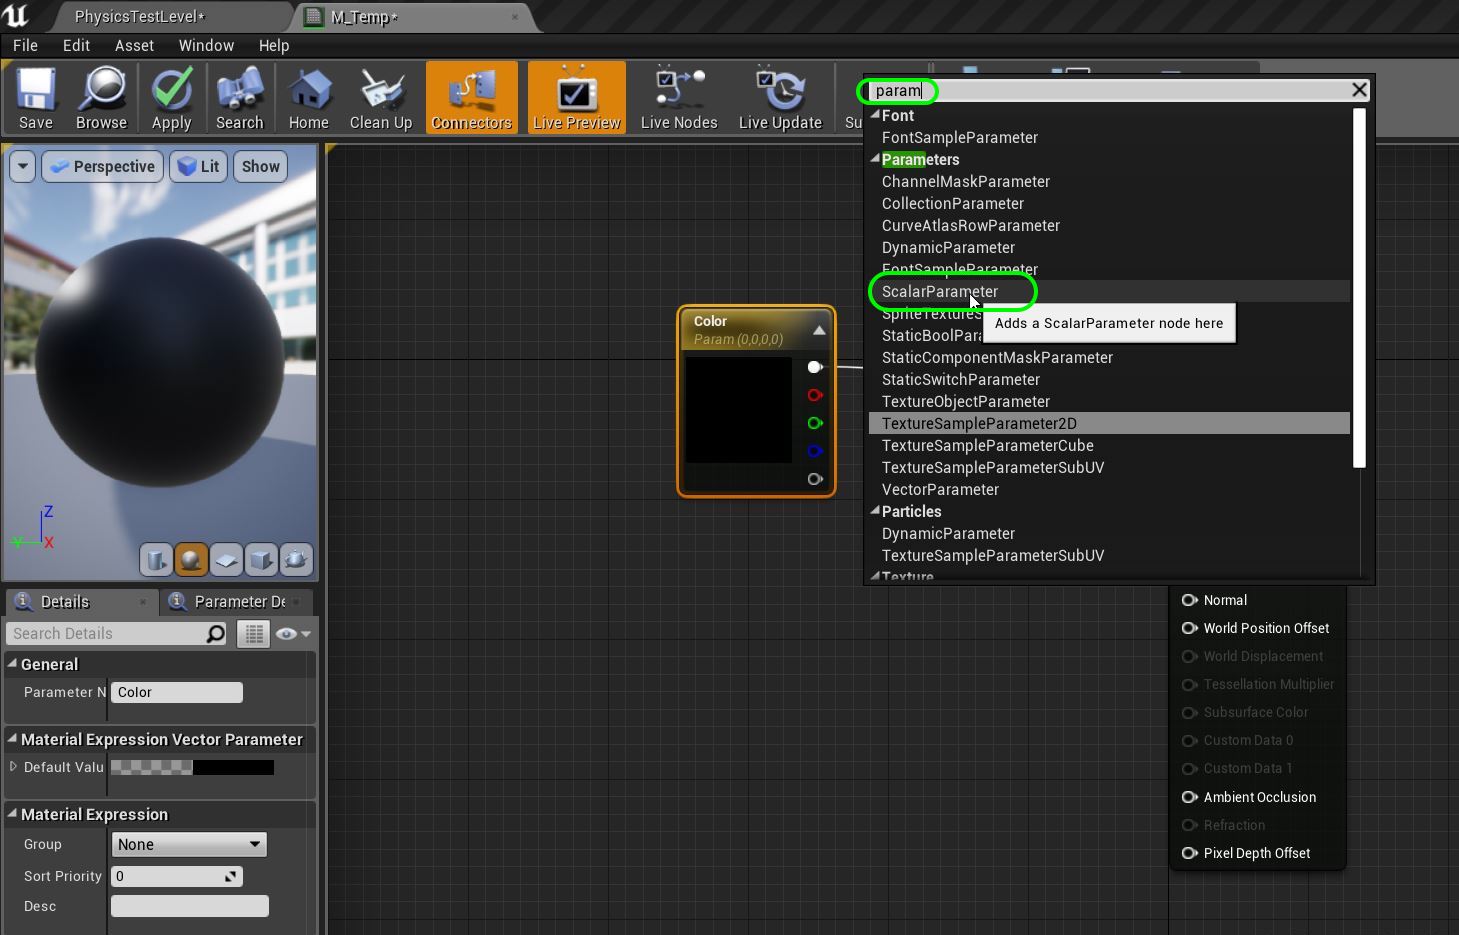 PhysicsTestLevel*
M_Temp*
File Edit Asset Window Help
Save Browse Apply Search Home Clean Up Connectors Live Preview Live Nodes Live Update Su
param
Font
FontSampleParameter
Parameters
ChannelMaskParameter
CollectionParameter
CurveAtlasRowParameter
DynamicParameter
FontSampleParameter
ScalarParameter
SpriteTextureS
Adds a ScalarParameter node here
StaticBoolPara
StaticComponentMaskParameter
StaticSwitchParameter
TextureObjectParameter
TextureSampleParameter2D
TextureSampleParameterCube
TextureSampleParameterSubUV
VectorParameter
Particles
DynamicParameter
TextureSampleParameterSubUV
Texture
Perspective Lit Show
Z
Y X
Color
Param (0,0,0,0)
Normal
World Position Offset
World Displacement
Tessellation Multiplier
Subsurface Color
Custom Data 0
Custom Data 1
Ambient Occlusion
Refraction
Pixel Depth Offset
Details Parameter De
Search Details
General
Parameter N Color
Material Expression Vector Parameter
Default Valu
Material Expression
Group None
Sort Priority 0
Desc